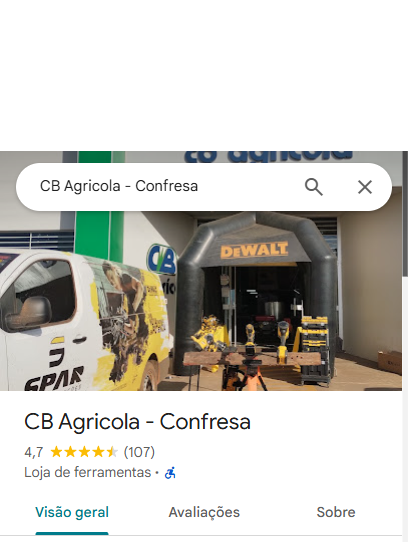 cb agricola
CB Agricola - Confresa
DEWALT
CB
SPAR
CB Agricola - Confresa
4,7 (107)
Loja de ferramentas ·
Visão geral Avaliações Sobre